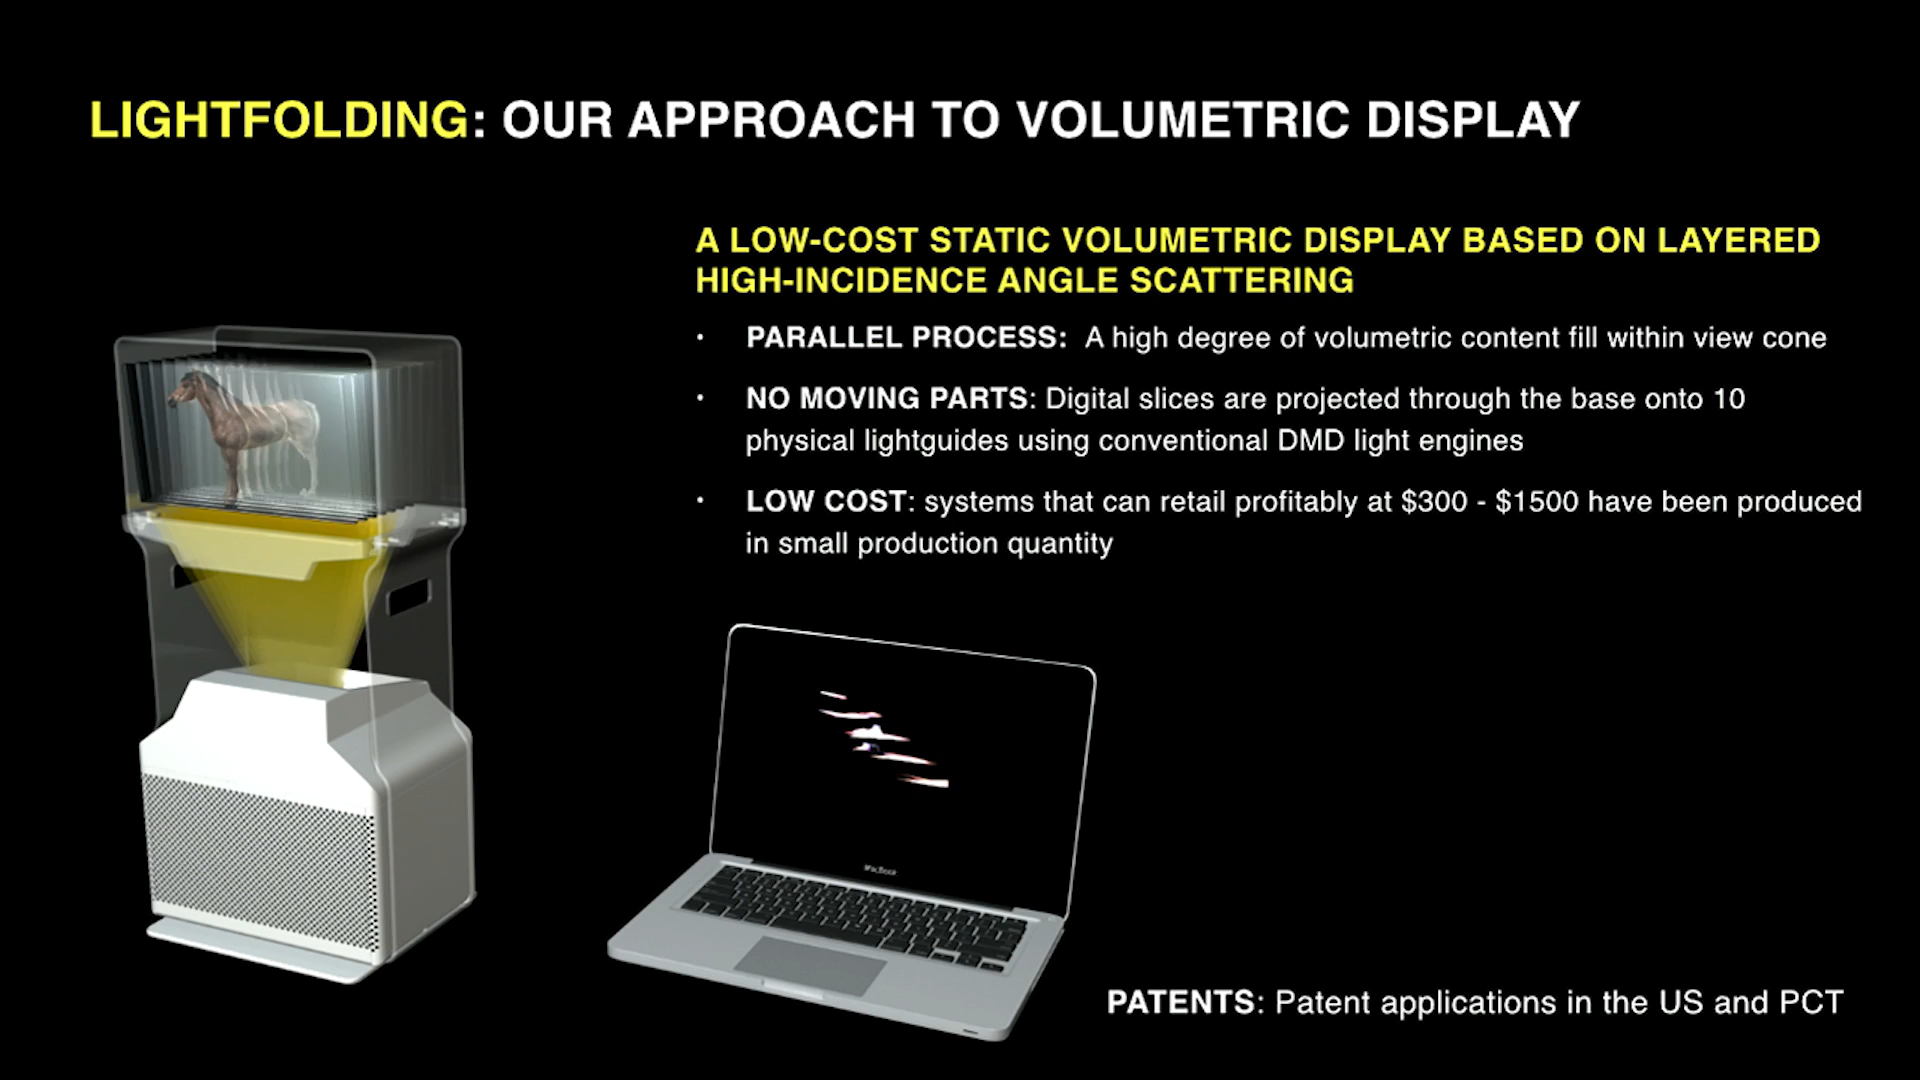 LIGHTFOLDING: OUR APPROACH TO VOLUMETRIC DISPLAY
A LOW-COST STATIC VOLUMETRIC DISPLAY BASED ON LAYERED
HIGH-INCIDENCE ANGLE SCATTERING
• PARALLEL PROCESS: A high degree of volumetric content fill within view cone
• NO MOVING PARTS: Digital slices are projected through the base onto 10
physical lightguides using conventional DMD light engines
• LOW COST: systems that can retail profitably at $300 - $1500 have been produced
in small production quantity
MacBook
PATENTS: Patent applications in the US and PCT